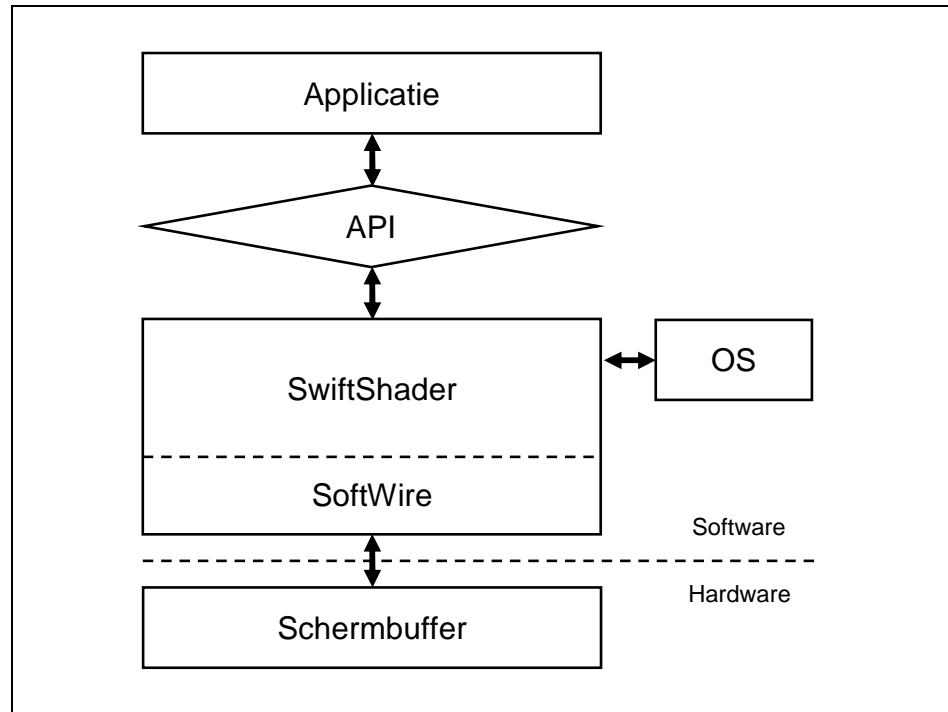 Applicatie
API
SwiftShader
OS
SoftWire
Software
Hardware
Schermbuffer